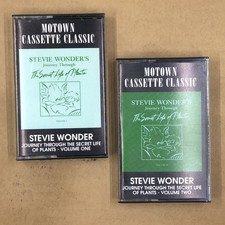 MOTOWN
CASSETTE CLASSIC
STEVIE WONDER'S
Journey Through
The Secret Life of Plants
STEVIE WONDER
JOURNEY THROUGH THE SECRET LIFE
OF PLANTS - VOLUME ONE
MOTOWN
CASSETTE CLASSIC
STEVIE WONDER'S
Journey Through
The Secret Life of Plants
STEVIE WONDER
JOURNEY THROUGH THE SECRET LIFE
OF PLANTS - VOLUME TWO